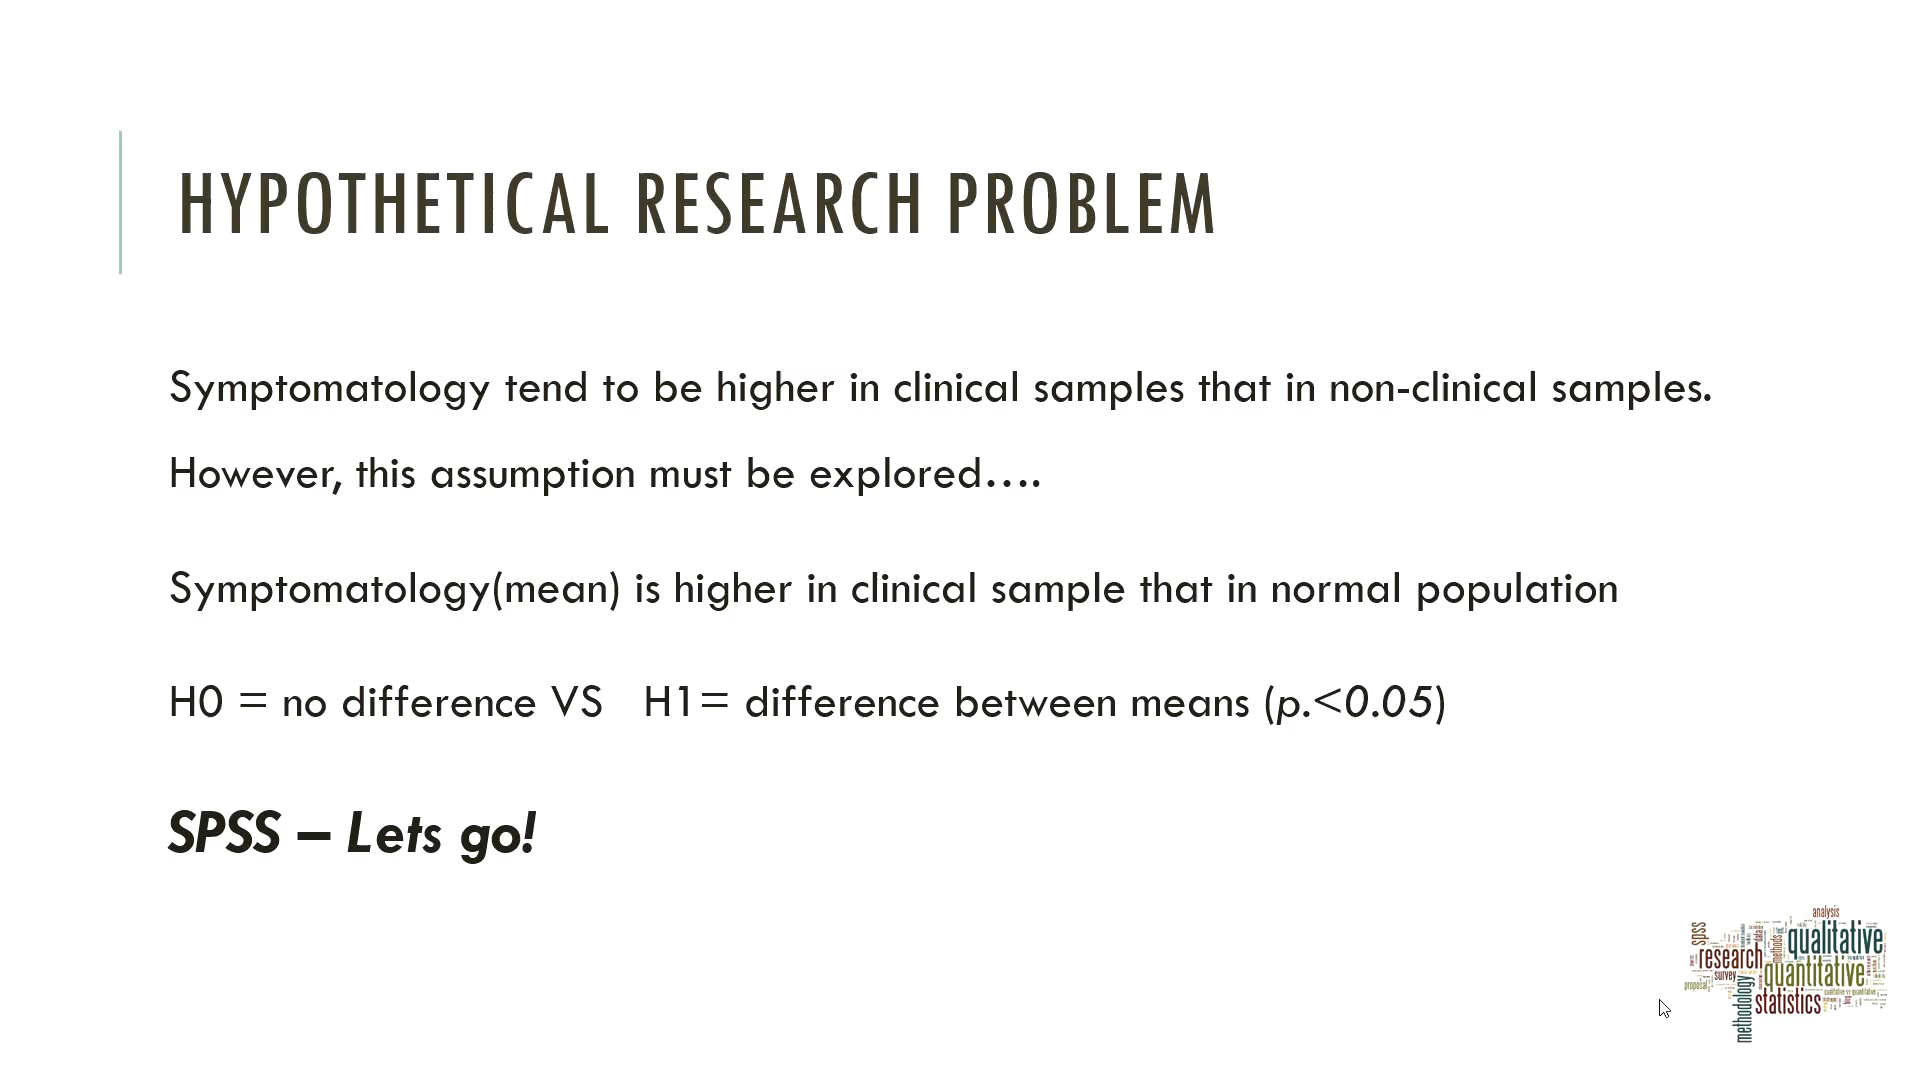 HYPOTHETICAL RESEARCH PROBLEM
Symptomatology tend to be higher in clinical samples that in non-clinical samples.
However, this assumption must be explored....
Symptomatology(mean) is higher in clinical sample that in normal population
H0 = no difference VS H1= difference between means (p.<0.05)
SPSS – Lets go!
analysis
spss
qualitative
methods
research
survey
quantitative
proposal
statistics
methodology